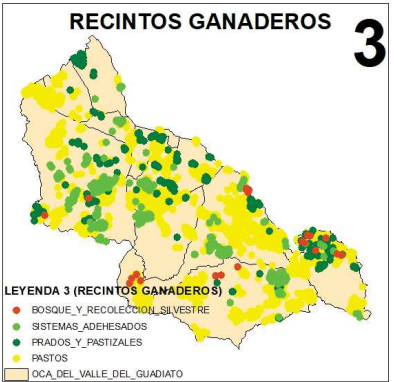 RECINTOS GANADEROS
3
LEYENDA 3 (RECINTOS GANADEROS)
BOSQUE_Y_RECOLECCION_SILVESTRE
SISTEMAS_ADEHESADOS
PRADOS_Y_PASTIZALES
PASTOS
OCA_DEL_VALLE_DEL_GUADIATO